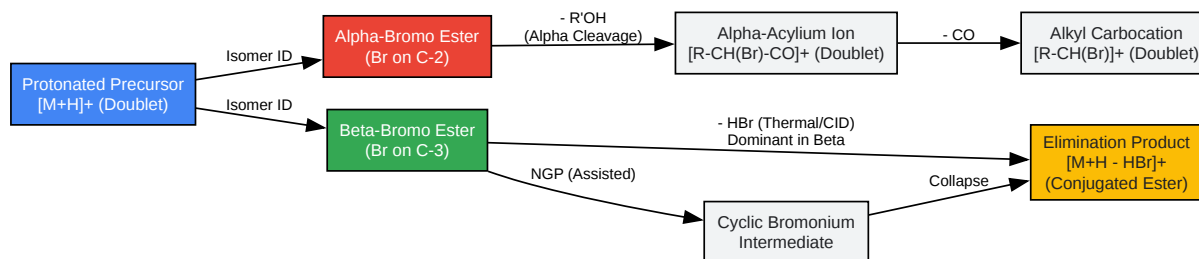 Protonated Precursor
[M+H]+ (Doublet)
Isomer ID
Isomer ID
Alpha-Bromo Ester
(Br on C-2)
Beta-Bromo Ester
(Br on C-3)
- R'OH
(Alpha Cleavage)
Alpha-Acylium Ion
[R-CH(Br)-CO]+ (Doublet)
- CO
Alkyl Carbocation
[R-CH(Br)]+ (Doublet)
- HBr (Thermal/CID)
Dominant in Beta
NGP (Assisted)
Cyclic Bromonium
Intermediate
Collapse
Elimination Product
[M+H - HBr]+
(Conjugated Ester)